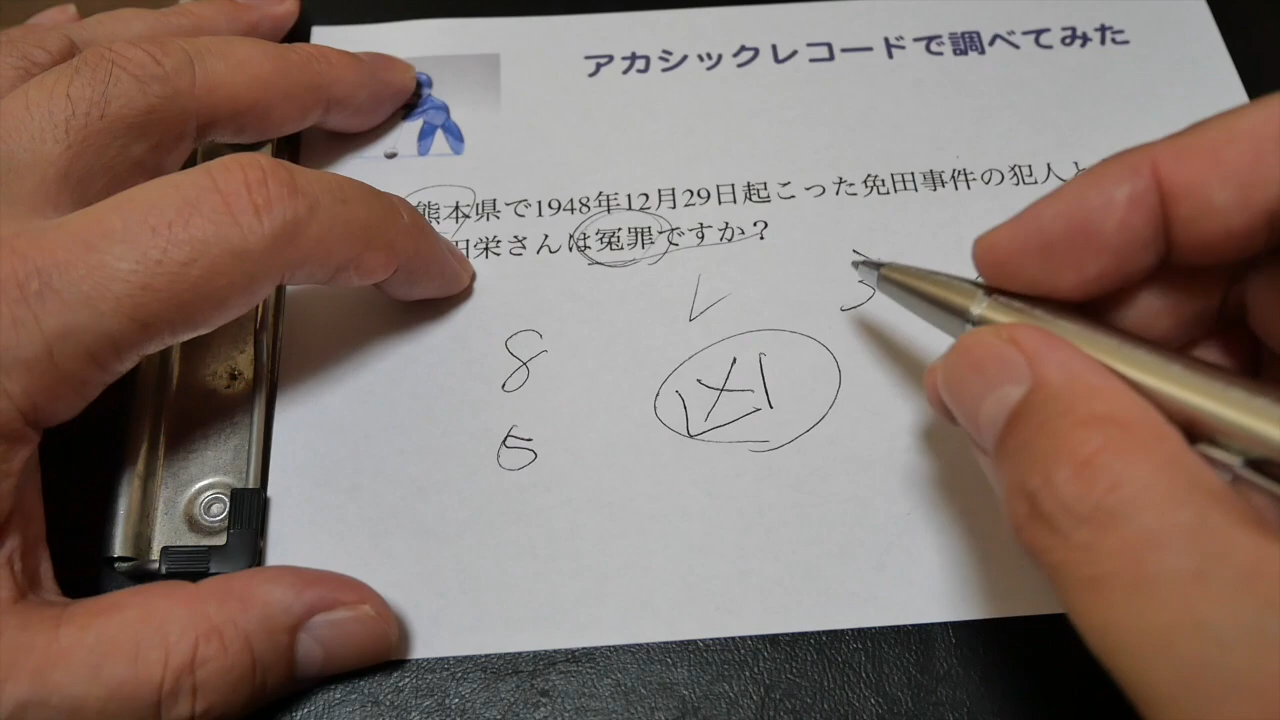 アカシックレコードで調べてみた
熊本県で1948年12月29日起こった免田事件の犯人と
田栄さんは冤罪ですか?
8
5